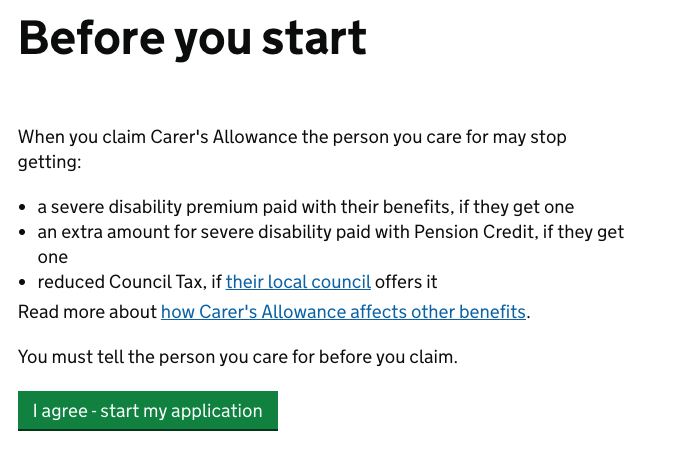 Before you start
When you claim Carer's Allowance the person you care for may stop
getting:
• a severe disability premium paid with their benefits, if they get one
• an extra amount for severe disability paid with Pension Credit, if they get
one
• reduced Council Tax, if their local council offers it
Read more about how Carer's Allowance affects other benefits.
You must tell the person you care for before you claim.
I agree - start my application